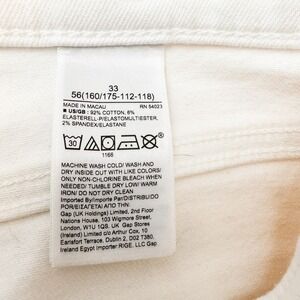 33
56(160/175-112-118)
MADE IN MACAU RN 54023
■ US/GB : 92% COTTON, 6%
ELASTERELL-P/ELASTOMULTIESTER,
2% SPANDEX/ELASTANE
30
1166
MACHINE WASH COLD/ WASH AND
DRY INSIDE OUT WITH LIKE COLORS/
ONLY NON-CHLORINE BLEACH WHEN
NEEDED/ TUMBLE DRY LOW/ WARM
IRON/ DO NOT DRY CLEAN
Imported By/Importe Par/DISTRIBUIDO
POR/ΕΙΣΑΓΕΤΑΙ ΑΠΟ ΤΗΝ:
Gap (UK Holdings) Limited, 2nd Floor
Nations House, 103 Wigmore Street,
London, W1U 1QS. UK. Gap Stores
(Ireland) Limited c/o Arthur Cox, 10
Earlsfort Terrace, Dublin 2, D02 T380,
Ireland Egypt Importer RIGE, LLC Gap